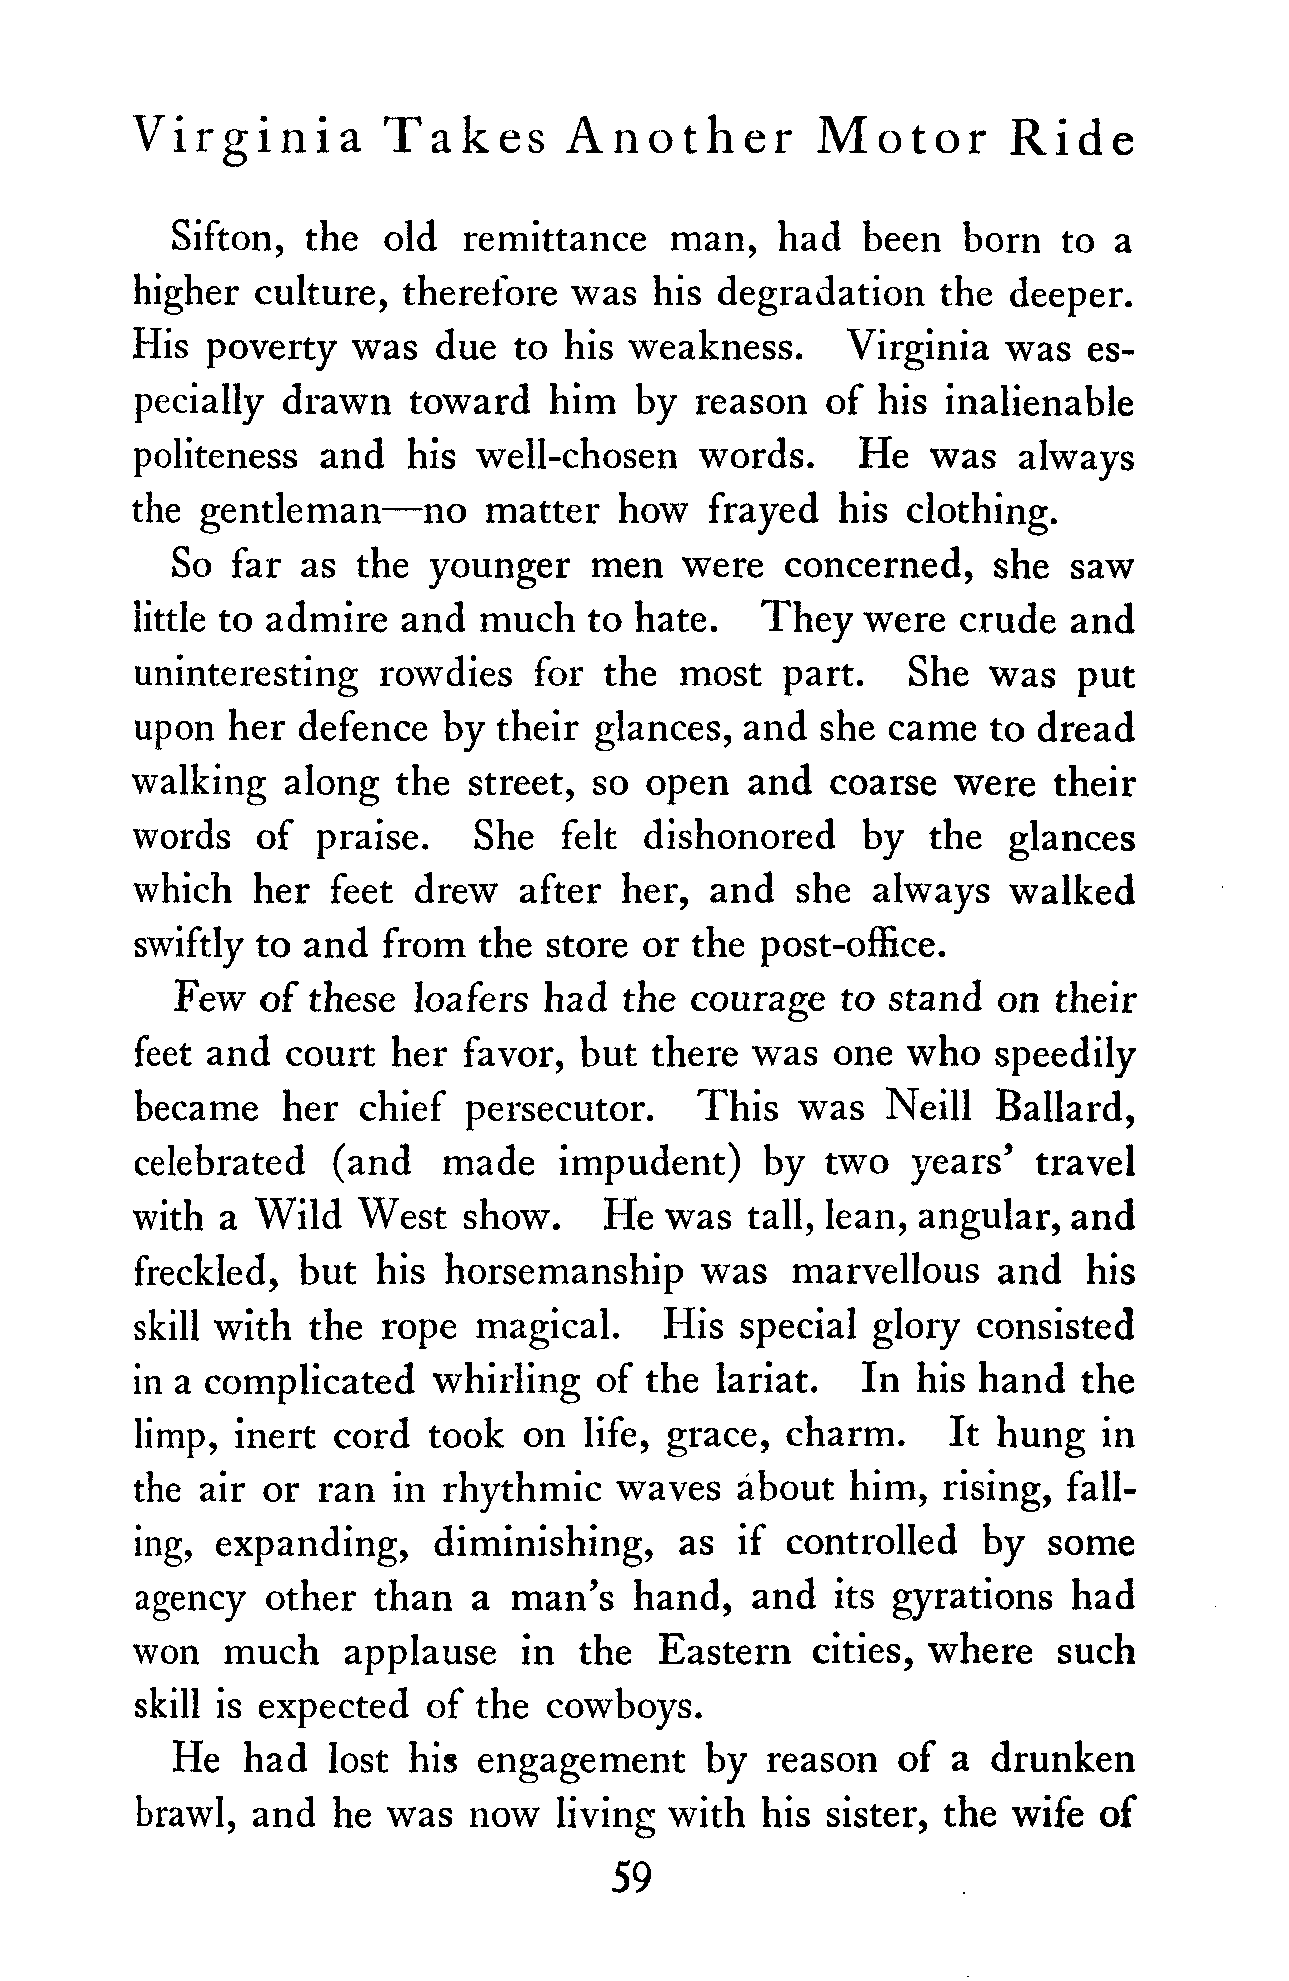 Virginia Takes Another Motor Ride
Sifton, the old remittance man, had been born to a
higher culture, therefore was his degradation the deeper.
His poverty was due to his weakness. Virginia was es-
pecially drawn toward him by reason of his inalienable
politeness and his well-chosen words. He was always
the gentleman—no matter how frayed his clothing.
So far as the younger men were concerned, she saw
little to admire and much to hate. They were crude and
uninteresting rowdies for the most part. She was put
upon her defence by their glances, and she came to dread
walking along the street, so open and coarse were their
words of praise. She felt dishonored by the glances
which her feet drew after her, and she always walked
swiftly to and from the store or the post-office.
Few of these loafers had the courage to stand on their
feet and court her favor, but there was one who speedily
became her chief persecutor. This was Neill Ballard,
celebrated (and made impudent) by two years' travel
with a Wild West show. He was tall, lean, angular, and
freckled, but his horsemanship was marvellous and his
skill with the rope magical. His special glory consisted
in a complicated whirling of the lariat. In his hand the
limp, inert cord took on life, grace, charm. It hung in
the air or ran in rhythmic waves about him, rising, fall-
ing, expanding, diminishing, as if controlled by some
agency other than a man's hand, and its gyrations had
won much applause in the Eastern cities, where such
skill is expected of the cowboys.
He had lost his engagement by reason of a drunken
brawl, and he was now living with his sister, the wife of
59